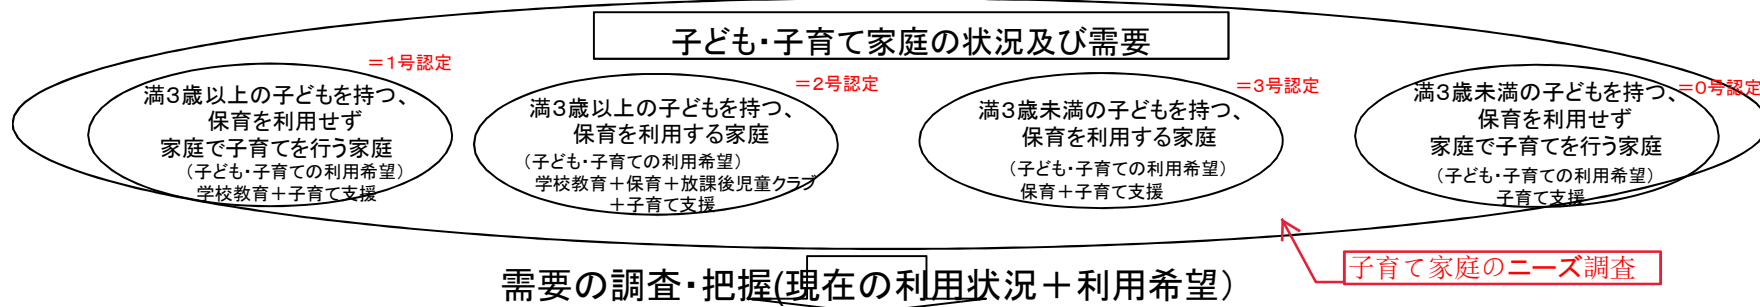 子ども・子育て家庭の状況及び需要
=1号認定
満3歳以上の子どもを持つ、
保育を利用せず
家庭で子育てを行う家庭
(子ども・子育ての利用希望)
学校教育+子育て支援
=2号認定
満3歳以上の子どもを持つ、
保育を利用する家庭
(子ども・子育ての利用希望)
学校教育+保育+放課後児童クラブ
+子育て支援
=3号認定
満3歳未満の子どもを持つ、
保育を利用する家庭
(子ども・子育ての利用希望)
保育+子育て支援
=0号認定
満3歳未満の子どもを持つ、
保育を利用せず
家庭で子育てを行う家庭
(子ども・子育ての利用希望)
子育て支援
子育て家庭のニーズ調査
需要の調査・把握(現在の利用状況+利用希望)